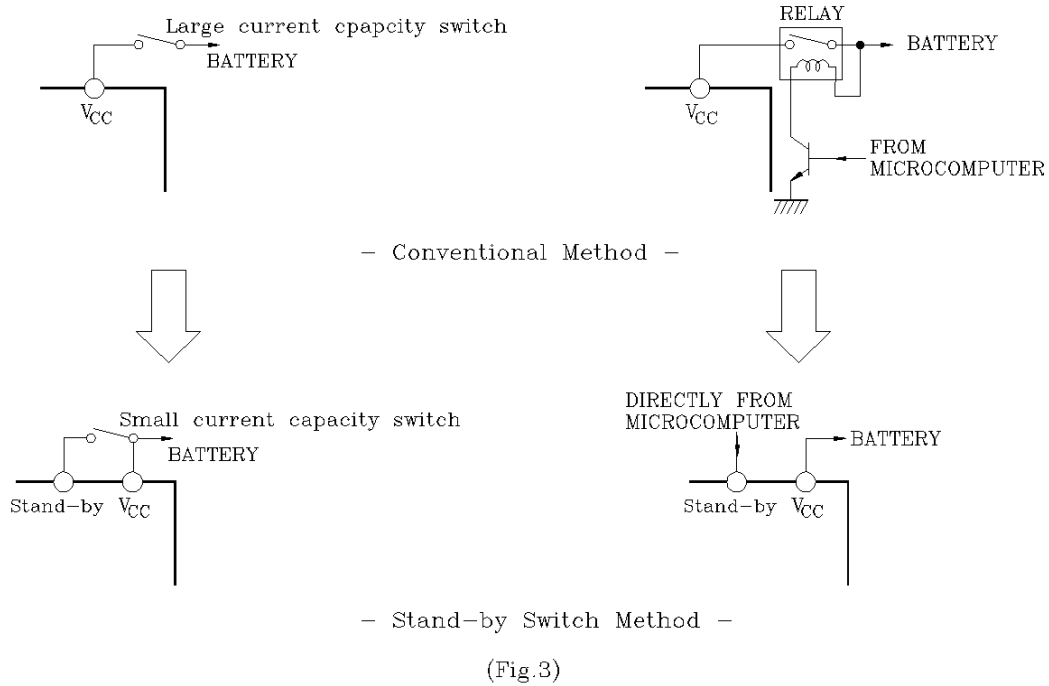 Large current cpapcity switch
BATTERY
VCC
RELAY
BATTERY
VCC
FROM
MICROCOMPUTER
– Conventional Method –
Small current capacity switch
BATTERY
Stand–by VCC
DIRECTLY FROM
MICROCOMPUTER
BATTERY
Stand–by VCC
– Stand–by Switch Method –
(Fig.3)